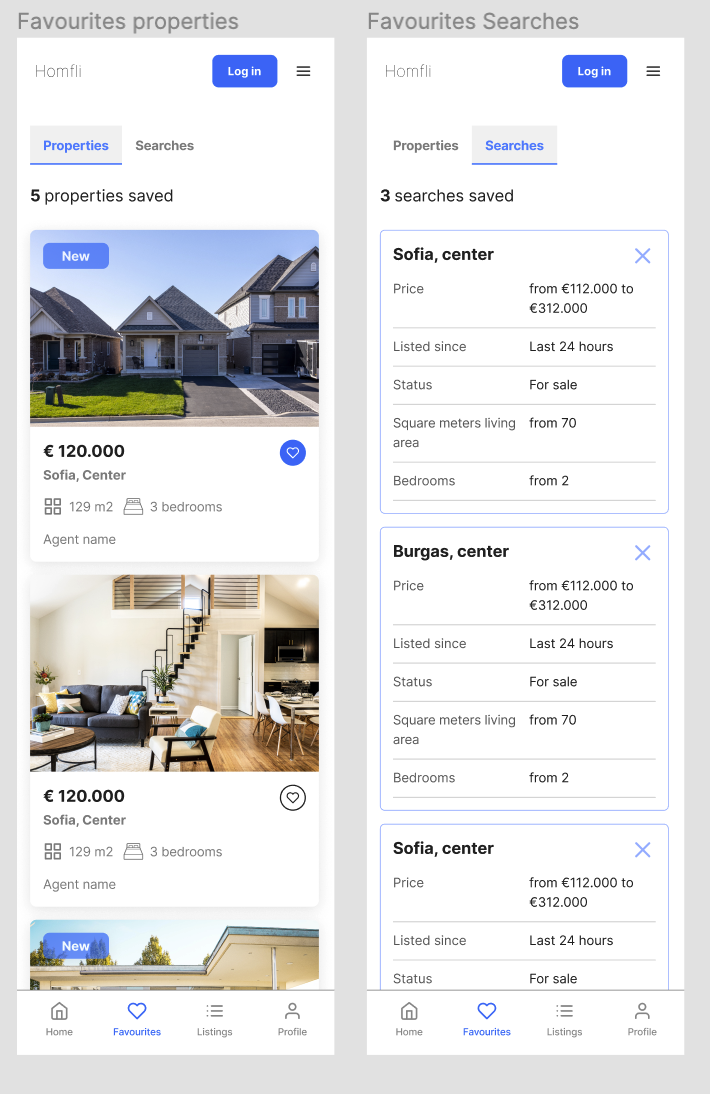 Favourites properties
Homfli
Log in
Properties
Searches
5 properties saved
New
€ 120.000
Sofia, Center
129 m2
3 bedrooms
Agent name
€ 120.000
Sofia, Center
129 m2
3 bedrooms
Agent name
New
Home
Favourites
Listings
Profile
Favourites Searches
Homfli
Log in
Properties
Searches
3 searches saved
Sofia, center
Price
from €112.000 to
€312.000
Listed since
Last 24 hours
Status
For sale
Square meters living
area
from 70
Bedrooms
from 2
Burgas, center
Price
from €112.000 to
€312.000
Listed since
Last 24 hours
Status
For sale
Square meters living
area
from 70
Bedrooms
from 2
Sofia, center
Price
from €112.000 to
€312.000
Listed since
Last 24 hours
Status
For sale
Home
Favourites
Listings
Profile